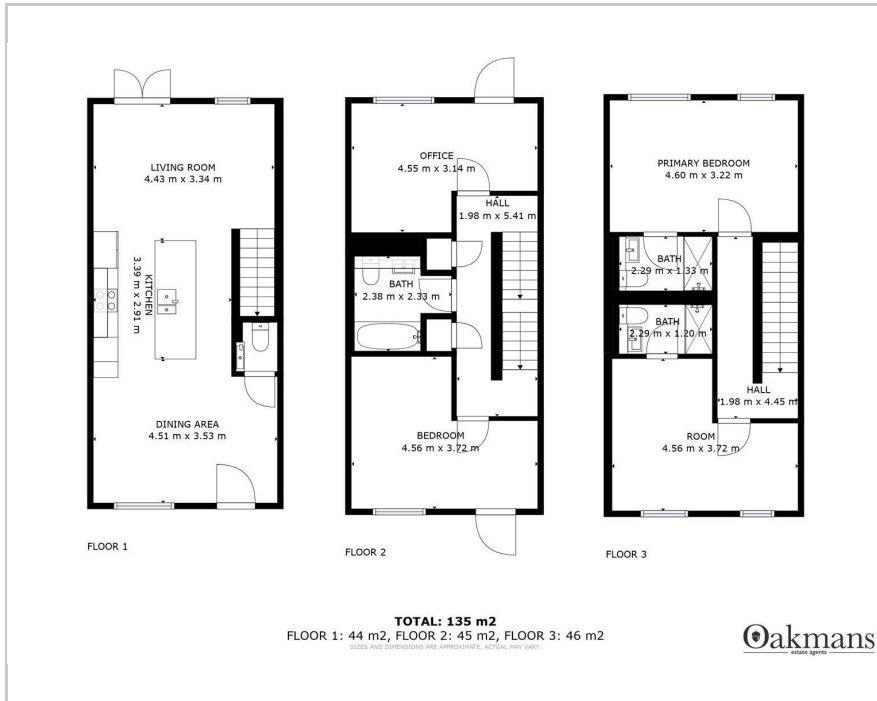 LIVING ROOM
4.43 m x 3.34 m
KITCHEN
3.39 m x 2.91 m
DINING AREA
4.51 m x 3.53 m
FLOOR 1
OFFICE
4.55 m x 3.14 m
HALL
1.98 m x 5.41 m
BATH
2.38 m x 2.33 m
BEDROOM
4.56 m x 3.72 m
FLOOR 2
PRIMARY BEDROOM
4.60 m x 3.22 m
BATH
2.29 m x 1.33 m
BATH
2.29 m x 1.20 m
HALL
1.98 m x 4.45 m
ROOM
4.56 m x 3.72 m
FLOOR 3
TOTAL: 135 m2
FLOOR 1: 44 m2, FLOOR 2: 45 m2, FLOOR 3: 46 m2
SIZES AND DIMENSIONS ARE APPROXIMATE, ACTUAL MAY VARY.
Oakmans
estate agents